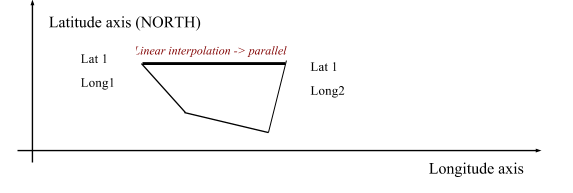 Latitude axis (NORTH)
Linear interpolation -> parallel
Lat 1
Long1
Lat 1
Long2
Longitude axis